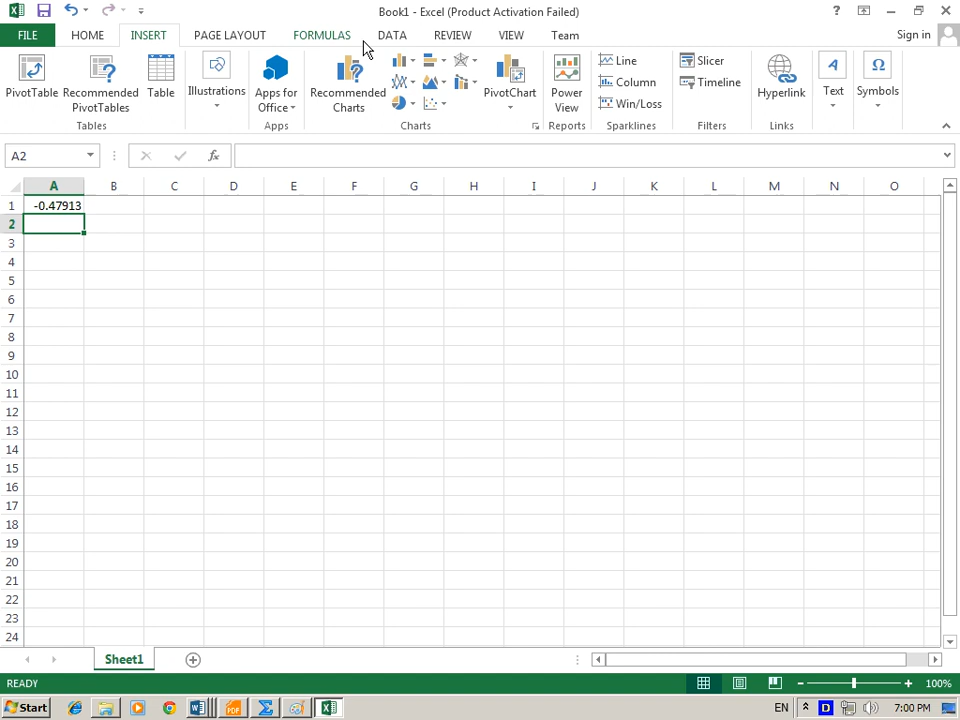 Book1 - Excel (Product Activation Failed)
?
FILE HOME INSERT PAGE LAYOUT FORMULAS DATA REVIEW VIEW Team Sign in
PivotTable
Recommended PivotTables
Table
Illustrations
Apps for Office
Recommended Charts
PivotChart
Power View
Line
Column
Win/Loss
Slicer
Timeline
Hyperlink
Text
Symbols
Tables Apps Charts Reports Sparklines Filters Links
A2 fx
A B C D E F G H I J K L M N O
1 -0.47913
2
3
4
5
6
7
8
9
10
11
12
13
14
15
16
17
18
19
20
21
22
23
24
Sheet1
READY 100%
Start EN D 7:00 PM